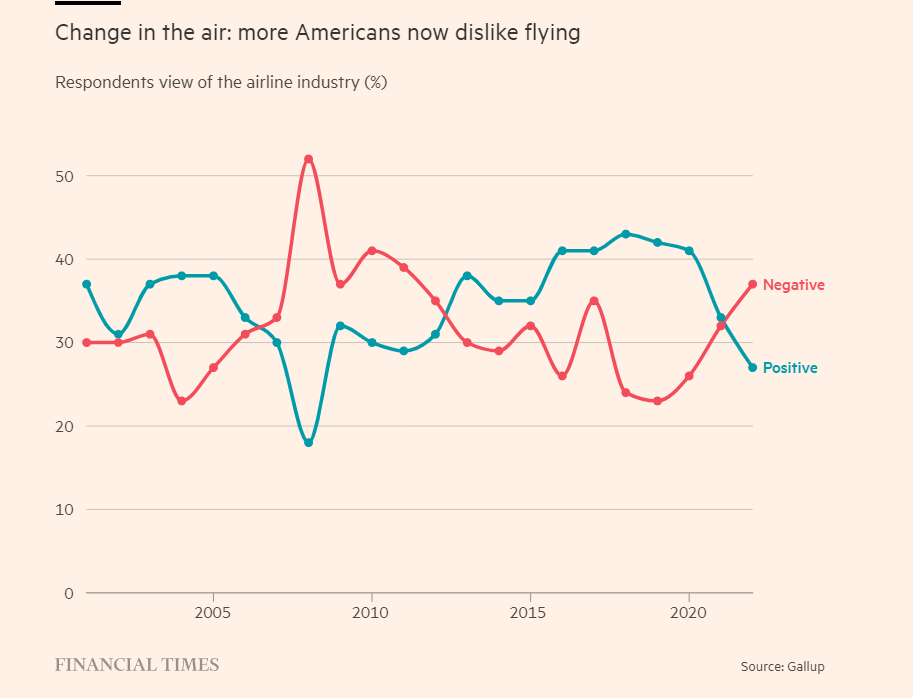 Change in the air: more Americans now dislike flying
Respondents view of the airline industry (%)
50
40
30
20
10
0
Negative
Positive
2005
2010
2015
2020
FINANCIAL TIMES
Source: Gallup